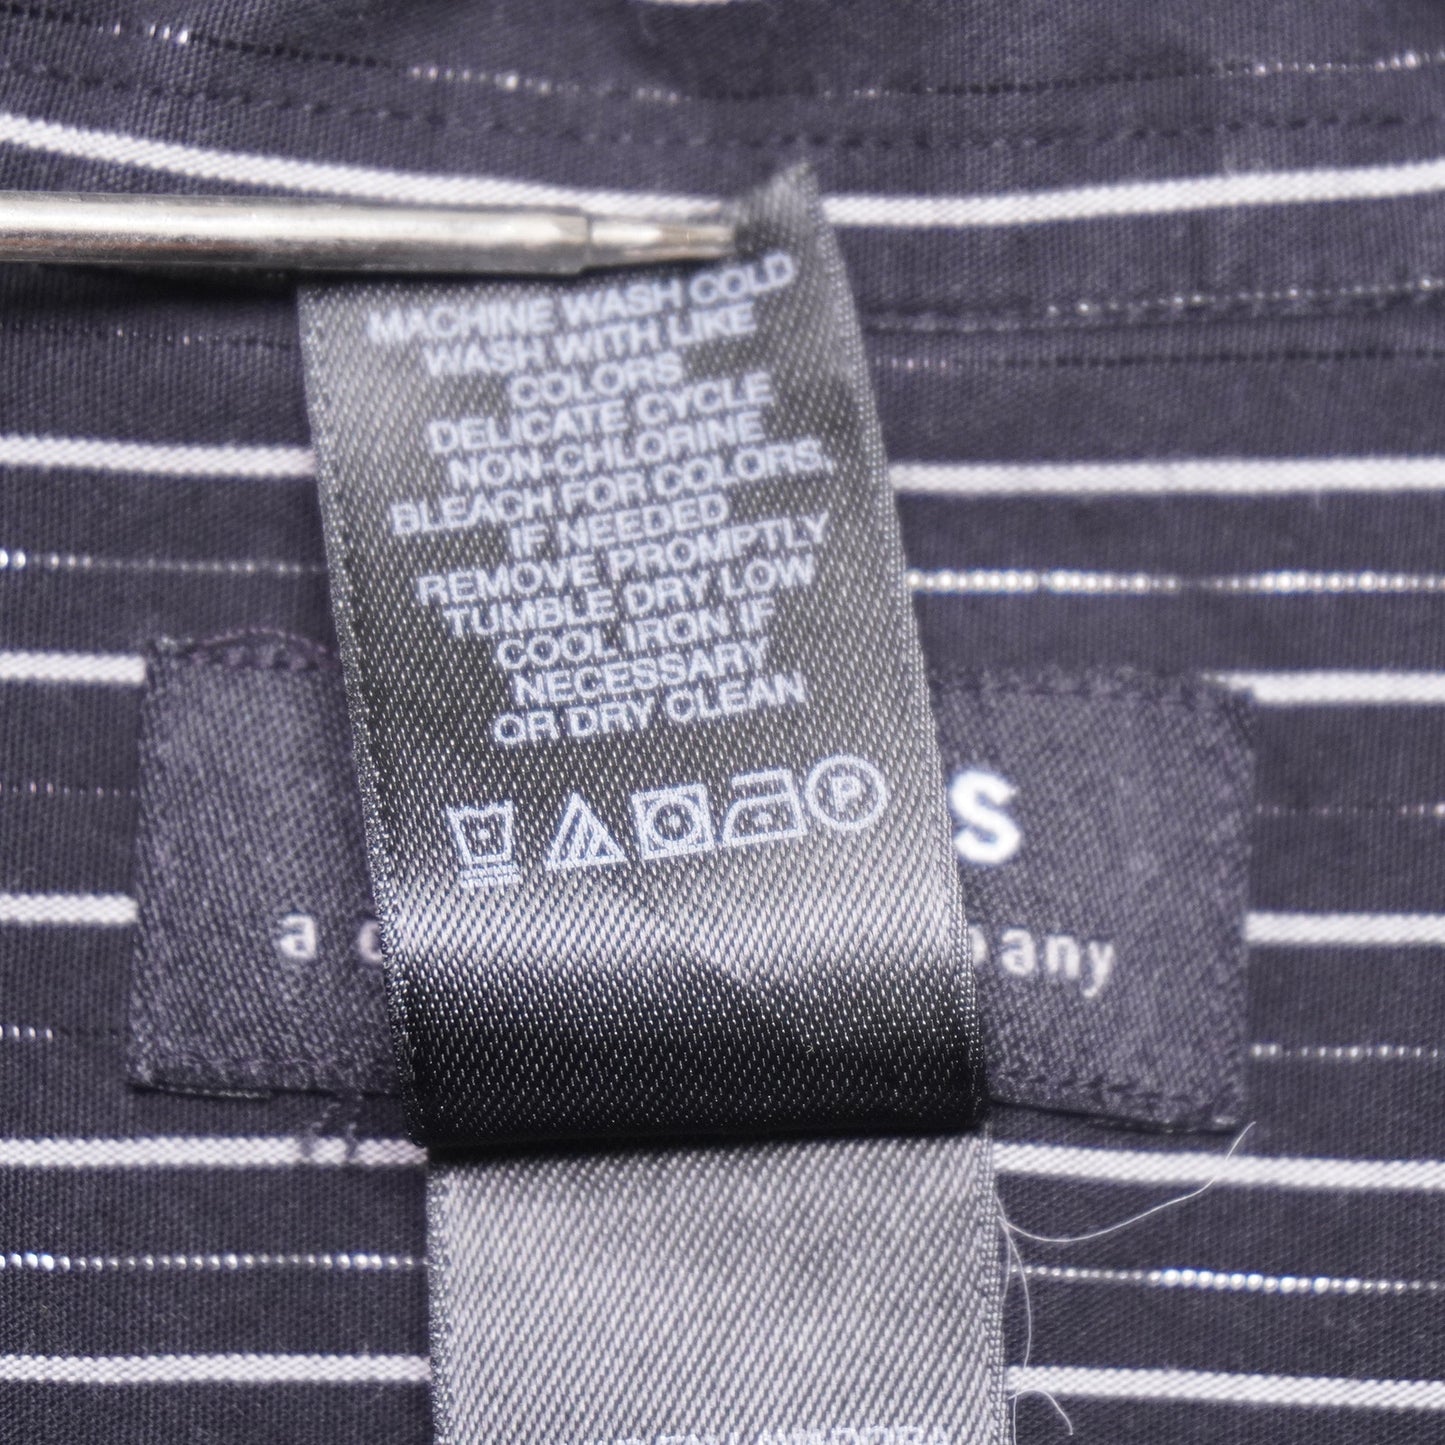 MACHINE WASH COLD
WASH WITH LIKE
COLORS
DELICATE CYCLE
NON-CHLORINE
BLEACH FOR COLORS.
IF NEEDED
REMOVE PROMPTLY
TUMBLE DRY LOW
COOL IRON IF
NECESSARY
OR DRY CLEAN
P
S
a
pany